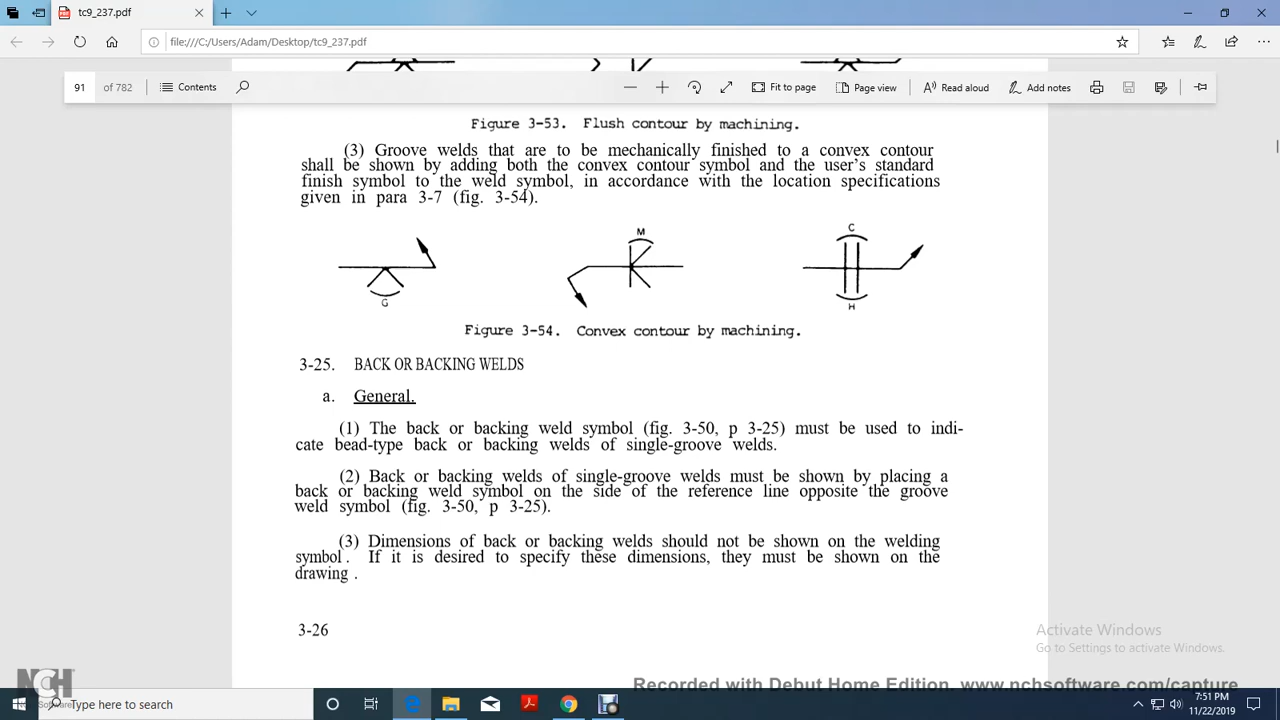 tc9_237.pdf
file:///C:/Users/Adam/Desktop/tc9_237.pdf
91 of 782 Contents Fit to page Page view Read aloud Add notes
Figure 3-53. Flush contour by machining.
(3) Groove welds that are to be mechanically finished to a convex contour
shall be shown by adding both the convex contour symbol and the user's standard
finish symbol to the weld symbol, in accordance with the location specifications
given in para 3-7 (fig. 3-54).
M
C
G
H
Figure 3-54. Convex contour by machining.
3-25. BACK OR BACKING WELDS
a. General.
(1) The back or backing weld symbol (fig. 3-50, p 3-25) must be used to indi-
cate bead-type back or backing welds of single-groove welds.
(2) Back or backing welds of single-groove welds must be shown by placing a
back or backing weld symbol on the side of the reference line opposite the groove
weld symbol (fig. 3-50, p 3-25).
(3) Dimensions of back or backing welds should not be shown on the welding
symbol. If it is desired to specify these dimensions, they must be shown on the
drawing .
3-26
Activate Windows
Go to Settings to activate Windows.
NCH
Software
Recorded with Debut Home Edition. www.nchsoftware.com/capture
Type here to search
7:51 PM
11/22/2019